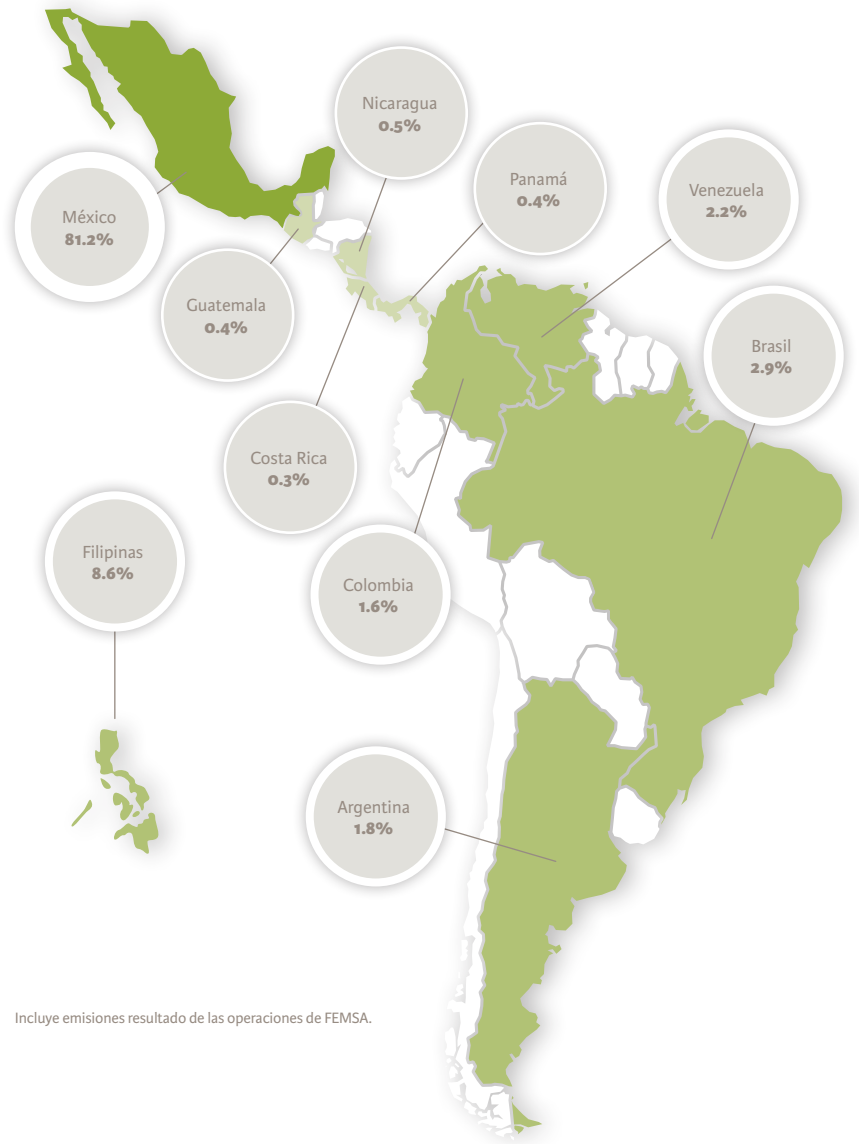 Nicaragua
0.5%
Panamá
0.4%
Venezuela
2.2%
México
81.2%
Guatemala
0.4%
Brasil
2.9%
Costa Rica
0.3%
Filipinas
8.6%
Colombia
1.6%
Argentina
1.8%
Incluye emisiones resultado de las operaciones de FEMSA.